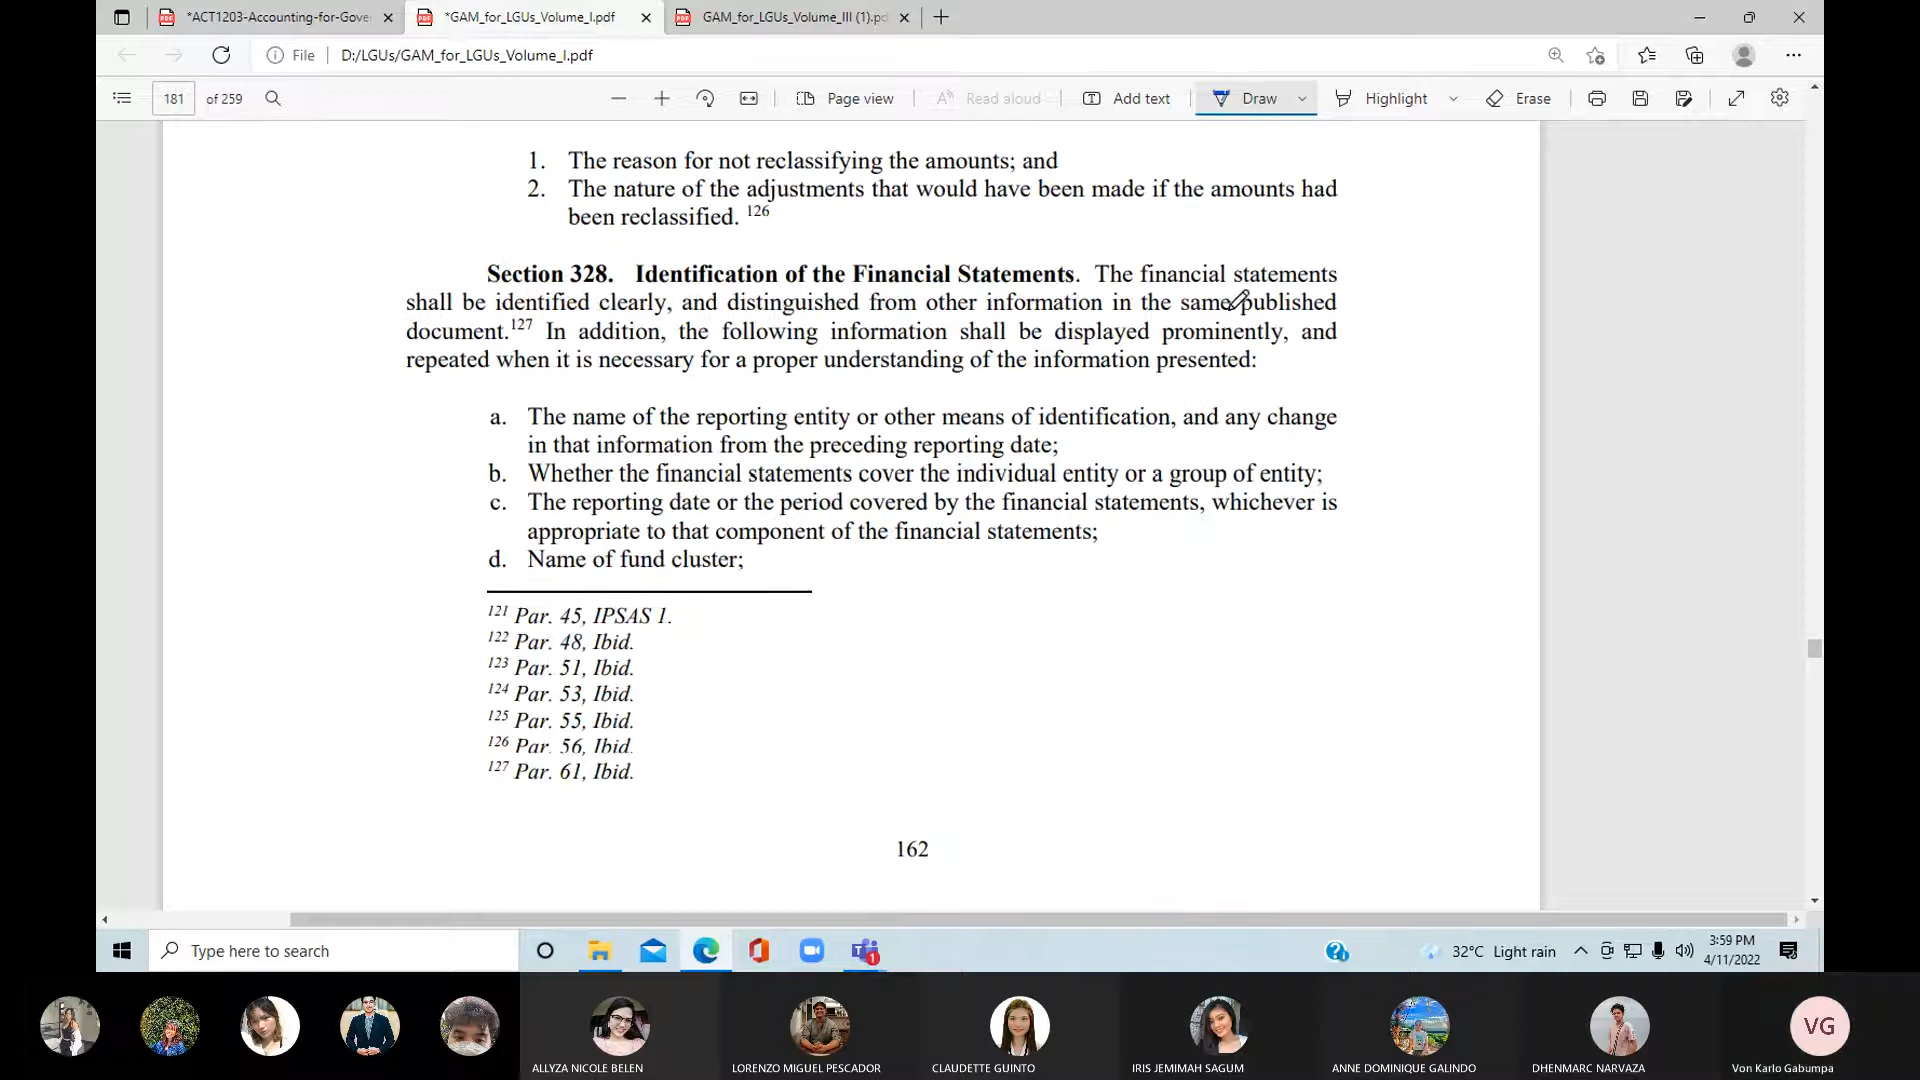 *ACT1203-Accounting-for-Gove
*GAM_for_LGUs_Volume_I.pdf
GAM_for_LGUs_Volume_III (1).pd
File
D:/LGUs/GAM_for_LGUs_Volume_I.pdf
181 of 259
Page view
Read aloud
Add text
Draw
Highlight
Erase
1. The reason for not reclassifying the amounts; and
2. The nature of the adjustments that would have been made if the amounts had
been reclassified. 126
Section 328. Identification of the Financial Statements. The financial statements
shall be identified clearly, and distinguished from other information in the same published
document.127 In addition, the following information shall be displayed prominently, and
repeated when it is necessary for a proper understanding of the information presented:
a. The name of the reporting entity or other means of identification, and any change
in that information from the preceding reporting date;
b. Whether the financial statements cover the individual entity or a group of entity;
c. The reporting date or the period covered by the financial statements, whichever is
appropriate to that component of the financial statements;
d. Name of fund cluster;
121 Par. 45, IPSAS 1.
122 Par. 48, Ibid.
123 Par. 51, Ibid.
124 Par. 53, Ibid.
125 Par. 55, Ibid.
126 Par. 56, Ibid.
127 Par. 61, Ibid.
162
Type here to search
1
32°C Light rain
3:59 PM
4/11/2022
VG
ALLYZA NICOLE BELEN
LORENZO MIGUEL PESCADOR
CLAUDETTE GUINTO
IRIS JEMIMAH SAGUM
ANNE DOMINIQUE GALINDO
DHENMARC NARVAZA
Von Karlo Gabumpa